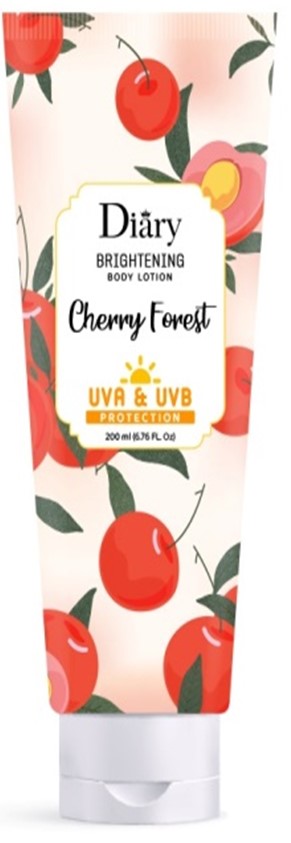 Diary
BRIGHTENING
BODY LOTION
Cherry Forest
UVA & UVB
PROTECTION
200 ml (6.76 FL. Oz)